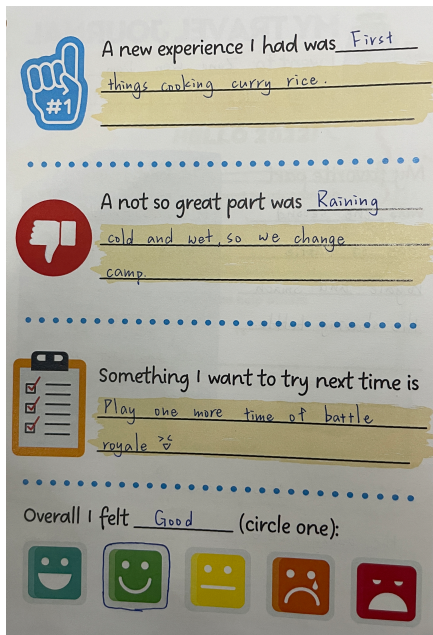 #1
A new experience I had was First
things cooking curry rice.
A not so great part was Raining
cold and wet, so we change
camp.
Something I want to try next time is
Play one more time of battle
royale
Overall I felt Good (circle one):